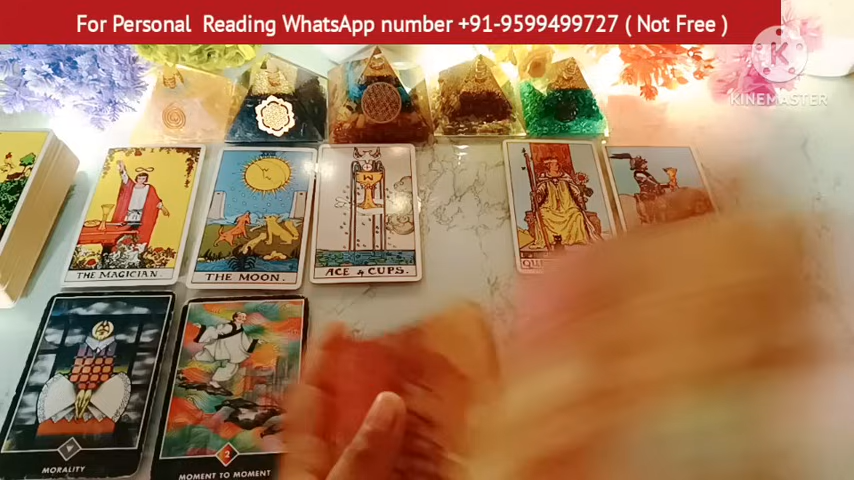 For Personal Reading WhatsApp number +91-9599499727 ( Not Free )
K
KINEMASTER
THE MAGICIAN.
THE MOON.
ACE of CUPS.
MORALITY
2
MOMENT TO MOMENT